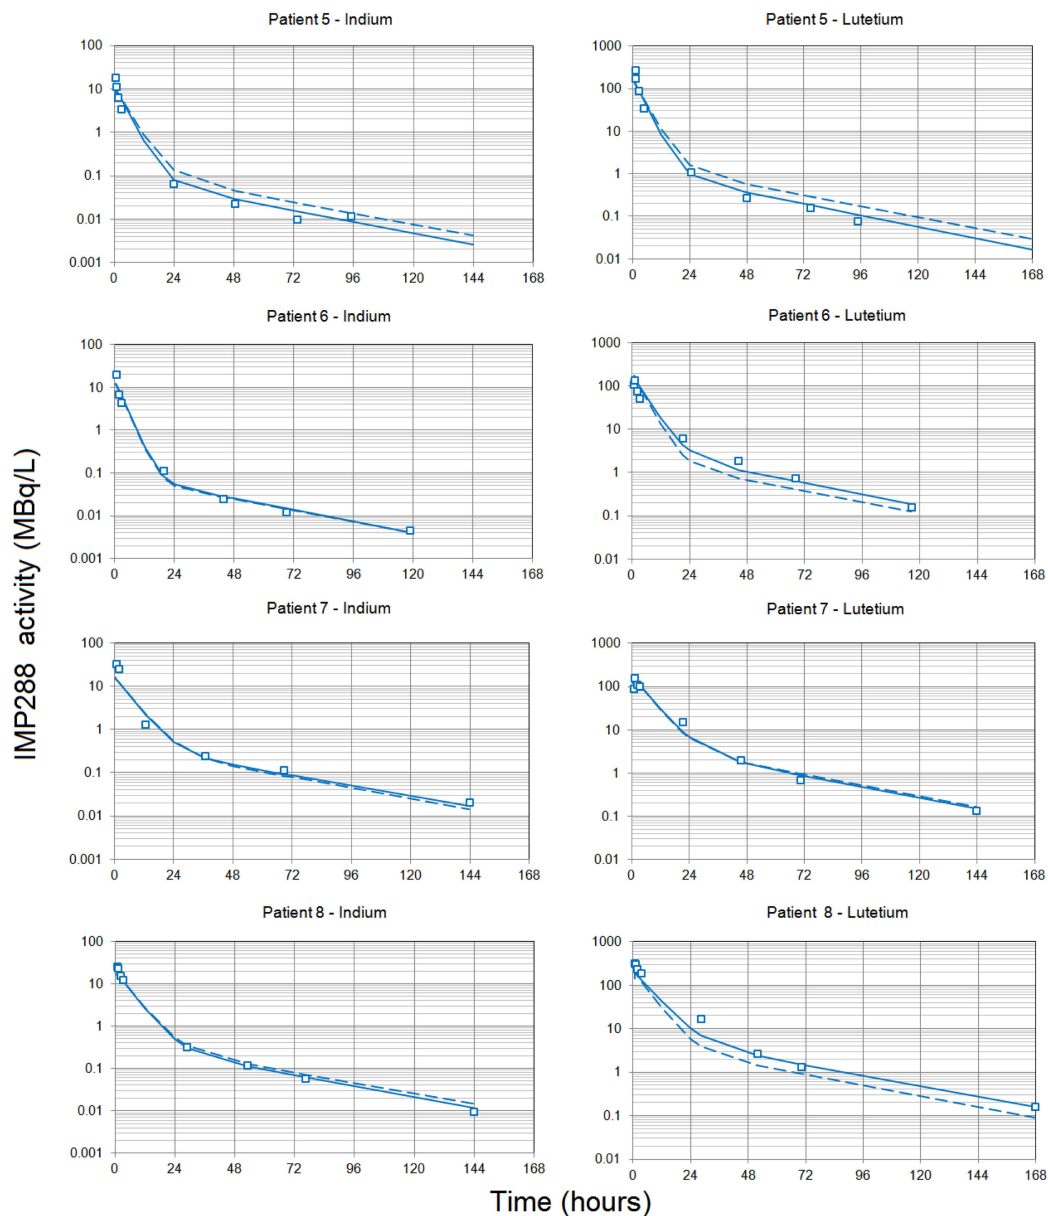 Patient 5 - Indium
100
10
1
0.1
0.01
0.001
0 24 48 72 96 120 144 168
Patient 5 - Lutetium
1000
100
10
1
0.1
0.01
0 24 48 72 96 120 144 168
Patient 6 - Indium
100
10
1
0.1
0.01
0.001
0 24 48 72 96 120 144 168
Patient 6 - Lutetium
1000
100
10
1
0.1
0.01
0 24 48 72 96 120 144 168
IMP288 activity (MBq/L)
Patient 7 - Indium
100
10
1
0.1
0.01
0.001
0 24 48 72 96 120 144 168
Patient 7 - Lutetium
1000
100
10
1
0.1
0.01
0 24 48 72 96 120 144 168
Patient 8 - Indium
100
10
1
0.1
0.01
0.001
0 24 48 72 96 120 144 168
Patient 8 - Lutetium
1000
100
10
1
0.1
0.01
0 24 48 72 96 120 144 168
Time (hours)